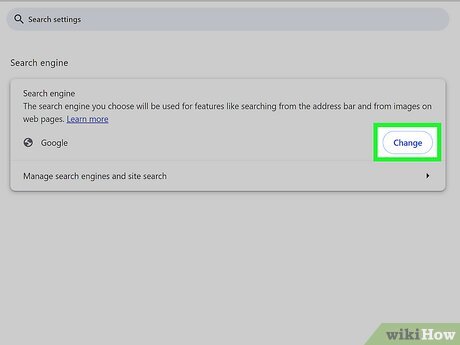 Search settings
Search engine
Search engine
The search engine you choose will be used for features like searching from the address bar and from images on
web pages. Learn more
Google
Change
Manage search engines and site search
wikiHow